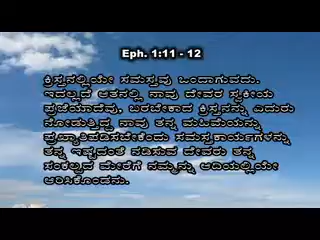 Eph. 1:11 - 12
ಕ್ರಿಸ್ತನಲ್ಲಿಯೇ ಸಮಸ್ತವು ಒಂದಾಗುವದು.
ಇದಲ್ಲದೆ ಆತನಲ್ಲಿ ನಾವು ದೇವರ ಸ್ವಕೀಯ
ಪ್ರಜೆಯಾದೆವು, ಬರಬೇಕಾದ ಕ್ರಿಸ್ತನನ್ನು ಎದುರು
ನೋಡುತ್ತಿದ್ದ ನಾವು ತನ್ನ ಮಹಿಮೆಯನ್ನು
ಪ್ರಖ್ಯಾತಿಪಡಿಸಬೇಕೆಂದು ಸಮಸ್ತಕಾರ್ಯಗಳನ್ನು
ತನ್ನ ಇಷ್ಟದಂತೆ ನಡಿಸುವ ದೇವರು ತನ್ನ
ಸಂಕಲ್ಪದ ಮೇರೆಗೆ ನಮ್ಮನ್ನು ಆದಿಯಲ್ಲಿಯೇ
ಆರಿಸಿಕೊಂಡನು.